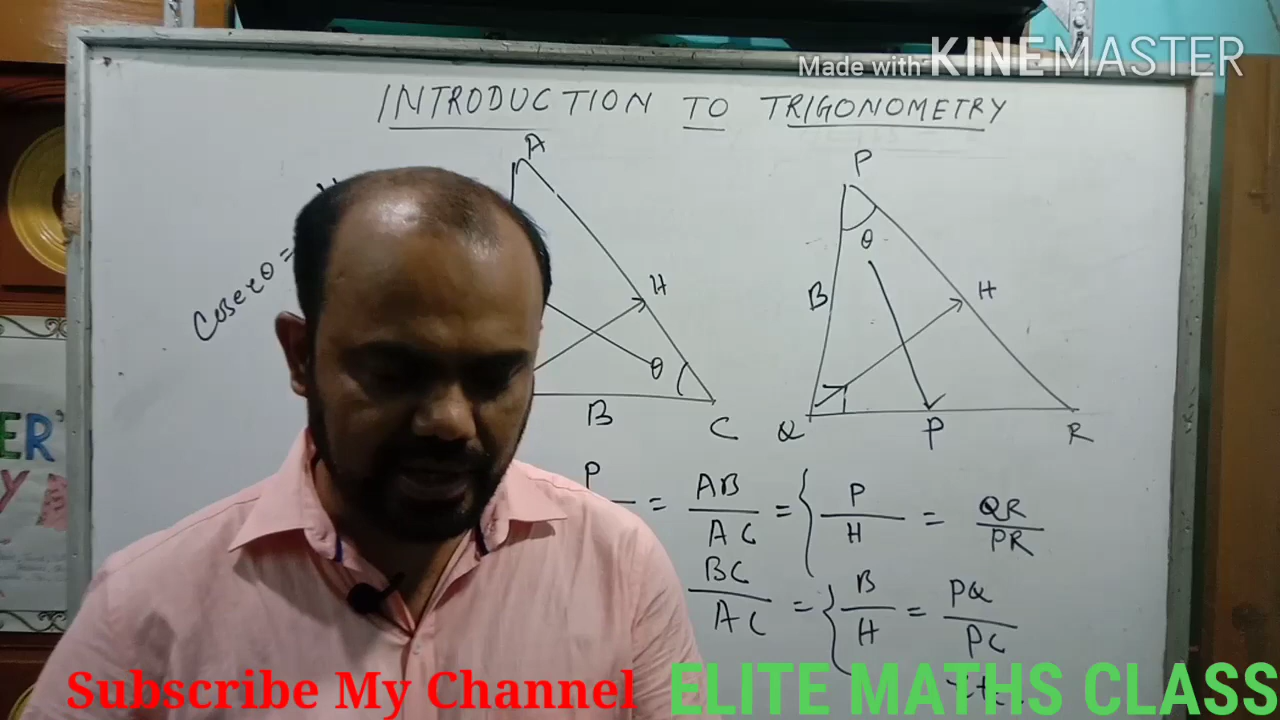 Made with KINEMASTER
INTRODUCTION TO TRIGONOMETRY
A
P
θ
H
B
H
θ
B
C
Q
P
R
P
= AB / AC = { P / H = QR / PR
BC / AC = { B / H = PQ / PC
ER'
Y
Subscribe My Channel
ELITE MATHS CLASS